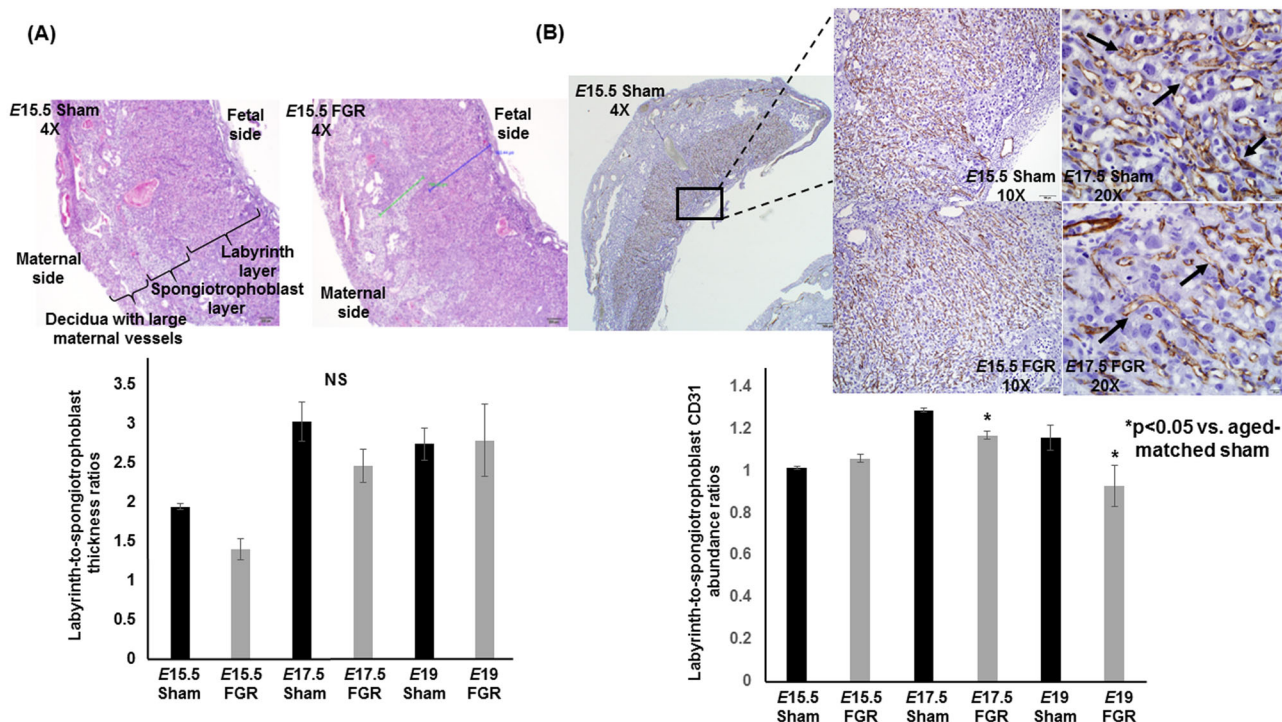 (A)
E15.5 Sham
4X
Fetal
side
Maternal
side
Labyrinth
layer
Spongiotrophoblast
layer
Decidua with large
maternal vessels
E15.5 FGR
4X
Fetal
side
Maternal
side
(B)
E15.5 Sham
4X
E15.5 Sham
10X
E17.5 Sham
20X
E15.5 FGR
10X
E17.5 FGR
20X
Labyrinth-to-spongiotrophoblast
thickness ratios
3.5
3
2.5
2
1.5
1
0.5
0
NS
E15.5
Sham
E15.5
FGR
E17.5
Sham
E17.5
FGR
E19
Sham
E19
FGR
Labyrinth-to-spongiotrophoblast CD31
abundance ratios
1.4
1.2
1
0.8
0.6
0.4
0.2
0
*
*
*p<0.05 vs. aged-
matched sham
E15.5
Sham
E15.5
FGR
E17.5
Sham
E17.5
FGR
E19
Sham
E19
FGR